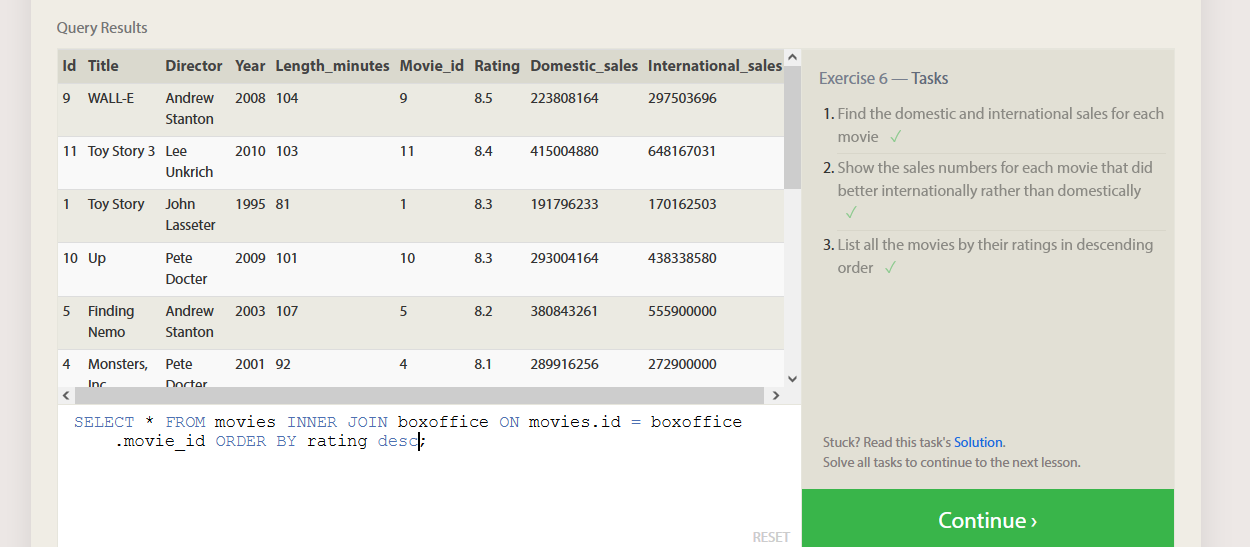 Query Results
Id Title Director Year Length_minutes Movie_id Rating Domestic_sales International_sales
9 WALL-E Andrew Stanton 2008 104 9 8.5 223808164 297503696
11 Toy Story 3 Lee Unkrich 2010 103 11 8.4 415004880 648167031
1 Toy Story John Lasseter 1995 81 1 8.3 191796233 170162503
10 Up Pete Docter 2009 101 10 8.3 293004164 438338580
5 Finding Nemo Andrew Stanton 2003 107 5 8.2 380843261 555900000
4 Monsters, Inc. Pete Docter 2001 92 4 8.1 289916256 272900000
SELECT * FROM movies INNER JOIN boxoffice ON movies.id = boxoffice
.movie_id ORDER BY rating desc;
RESET
Exercise 6 — Tasks
1. Find the domestic and international sales for each
movie ✓
2. Show the sales numbers for each movie that did
better internationally rather than domestically
✓
3. List all the movies by their ratings in descending
order ✓
Stuck? Read this task's Solution.
Solve all tasks to continue to the next lesson.
Continue ›